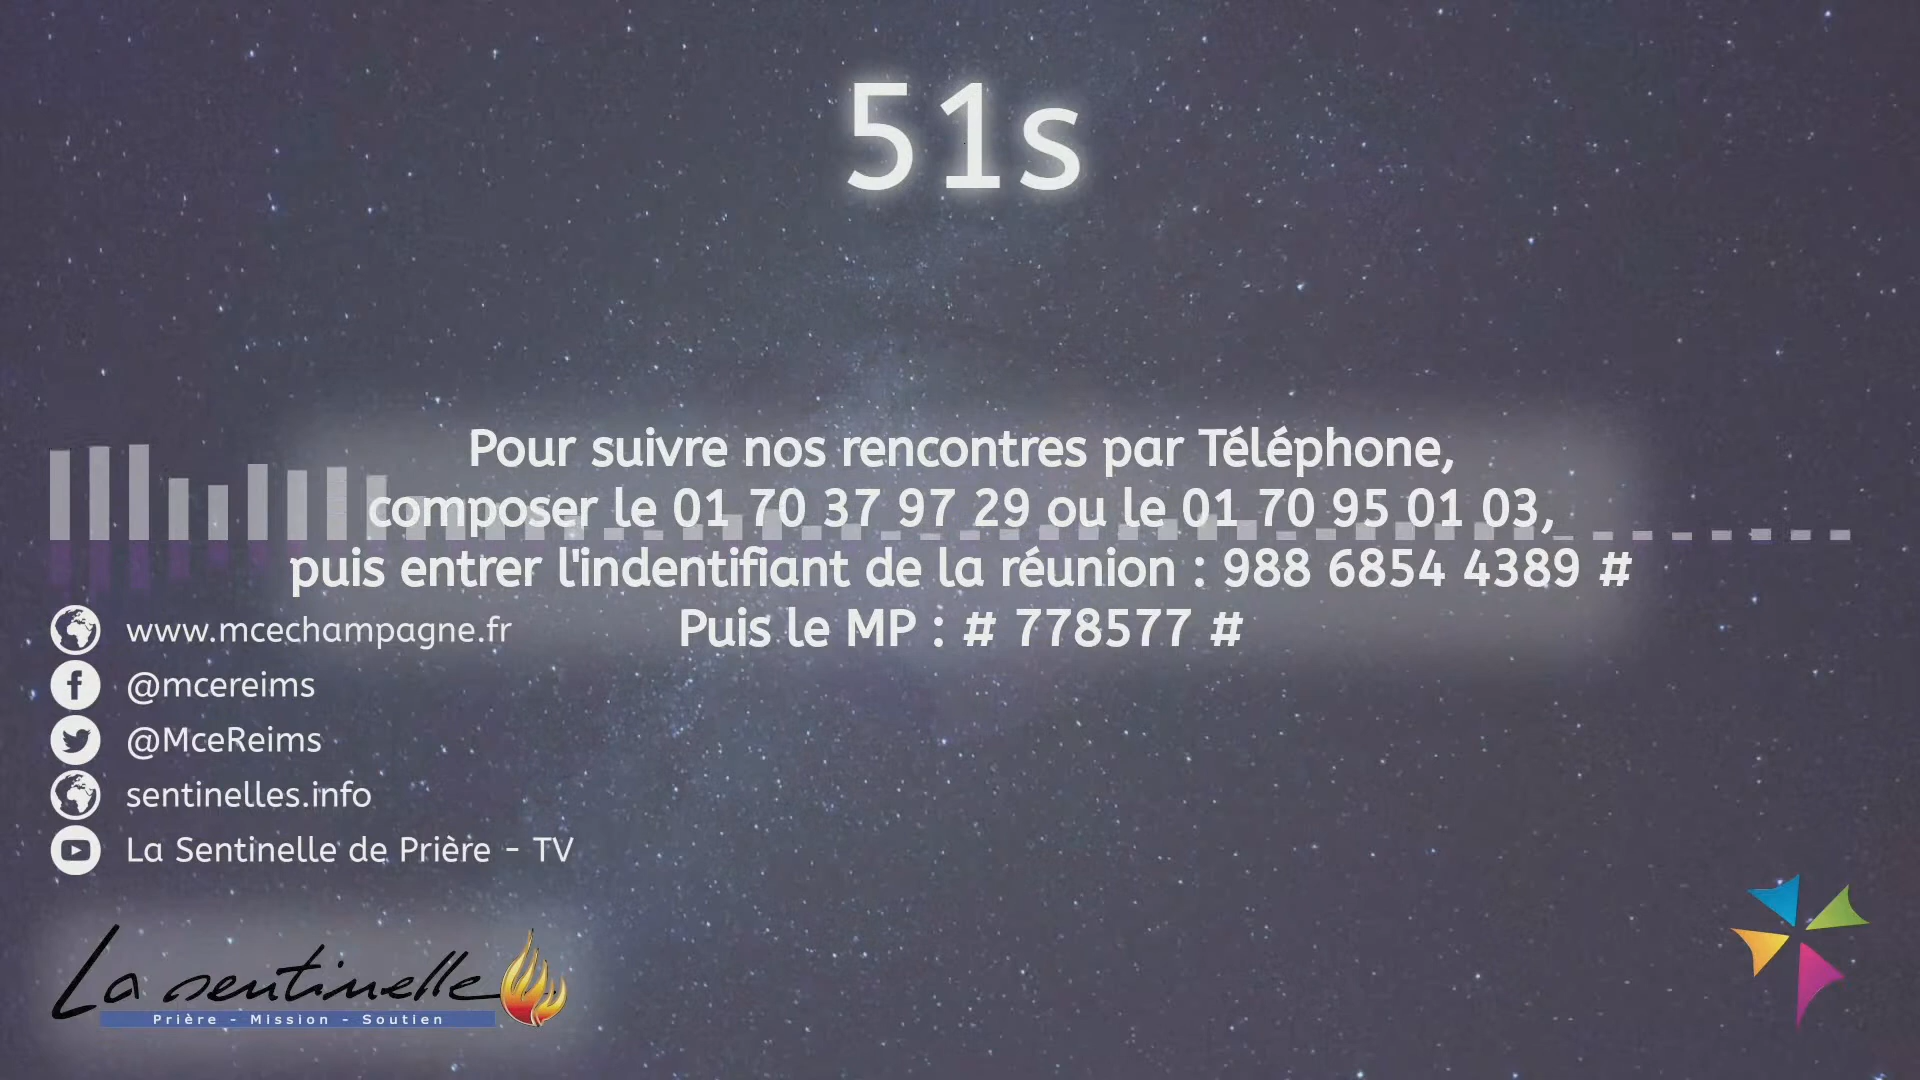 51s
Pour suivre nos rencontres par Téléphone,
composer le 01 70 37 97 29 ou le 01 70 95 01 03,
puis entrer l'indentifiant de la réunion : 988 6854 4389 #
Puis le MP : # 778577 #
www.mcechampagne.fr
@mcereims
@MceReims
sentinelles.info
La Sentinelle de Prière - TV
La sentinelle
Prière - Mission - Soutien